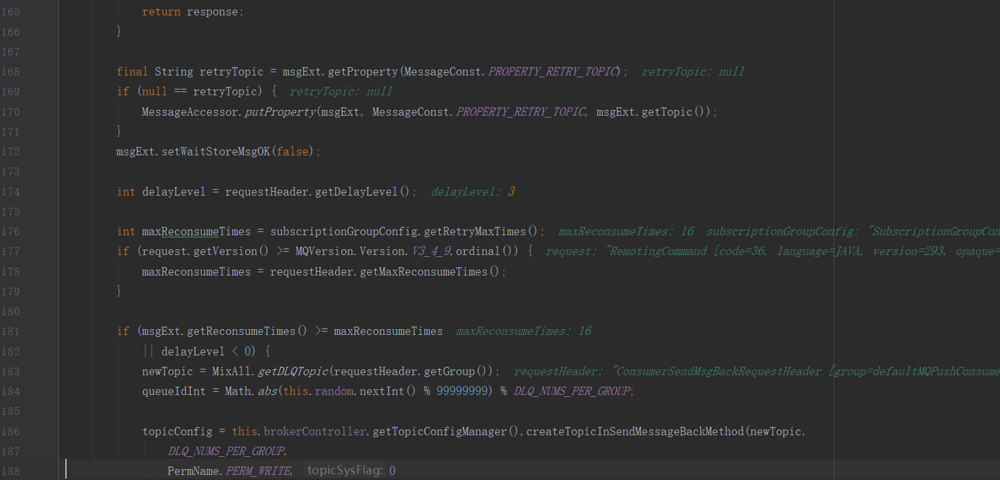 165 return response;
166 }
167
168 final String retryTopic = msgExt.getProperty(MessageConst.PROPERTY_RETRY_TOPIC); retryTopic: null
169 if (null == retryTopic) { retryTopic: null
170 MessageAccessor.putProperty(msgExt, MessageConst.PROPERTY_RETRY_TOPIC, msgExt.getTopic());
171 }
172 msgExt.setWaitStoreMsgOK(false);
173
174 int delayLevel = requestHeader.getDelayLevel(); delayLevel: 3
175
176 int maxReconsumeTimes = subscriptionGroupConfig.getRetryMaxTimes(); maxReconsumeTimes: 16 subscriptionGroupConfig: "SubscriptionGroupCon
177 if (request.getVersion() >= MQVersion.Version.V3_4_9.ordinal()) { request: "RemotingCommand [code=36, language=JAVA, version=293, opaque=
178 maxReconsumeTimes = requestHeader.getMaxReconsumeTimes();
179 }
180
181 if (msgExt.getReconsumeTimes() >= maxReconsumeTimes maxReconsumeTimes: 16
182 || delayLevel < 0) {
183 newTopic = MixAll.getDLQTopic(requestHeader.getGroup()); requestHeader: "ConsumerSendMsgBackRequestHeader [group=defaultMQPushConsume
184 queueIdInt = Math.abs(this.random.nextInt() % 99999999) % DLQ_NUMS_PER_GROUP;
185
186 topicConfig = this.brokerController.getTopicConfigManager().createTopicInSendMessageBackMethod(newTopic,
187 DLQ_NUMS_PER_GROUP,
188 PermName.PERM_WRITE, topicSysFlag: 0